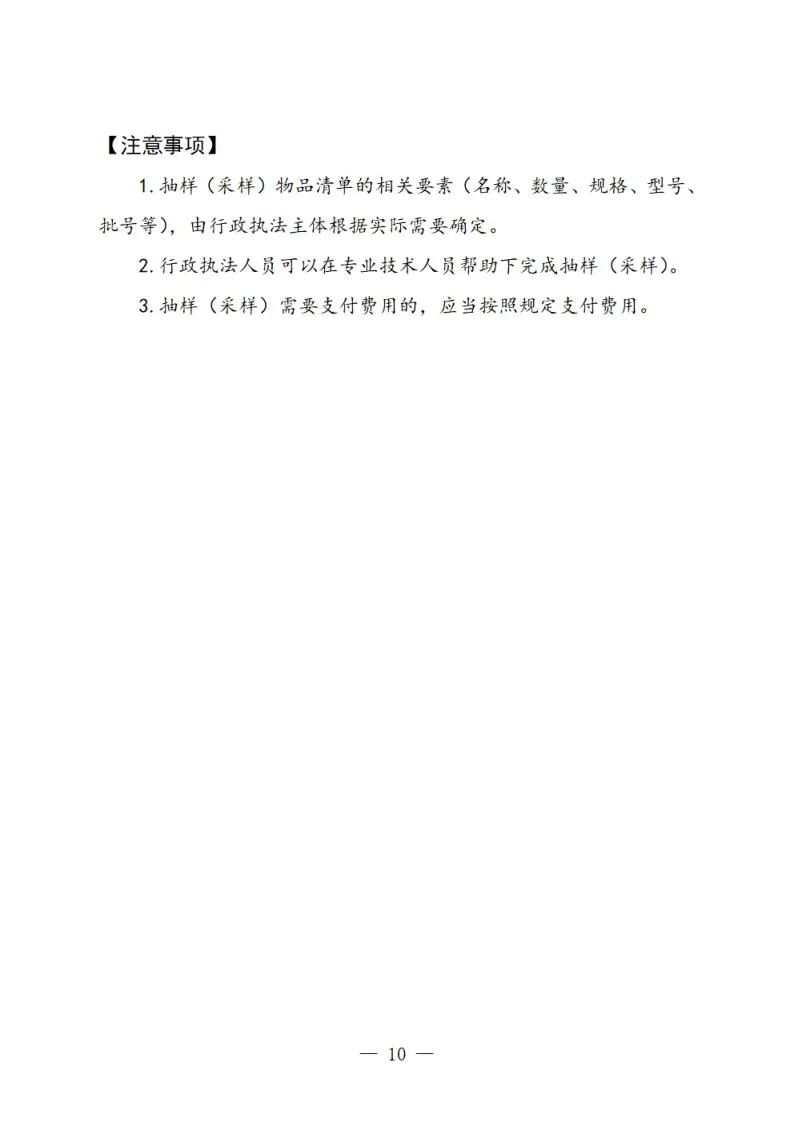 【注意事项】
1.抽样（采样）物品清单的相关要素（名称、数量、规格、型号、
批号等），由行政执法主体根据实际需要确定。
2.行政执法人员可以在专业技术人员帮助下完成抽样（采样）。
3.抽样（采样）需要支付费用的，应当按照规定支付费用。
— 10 —